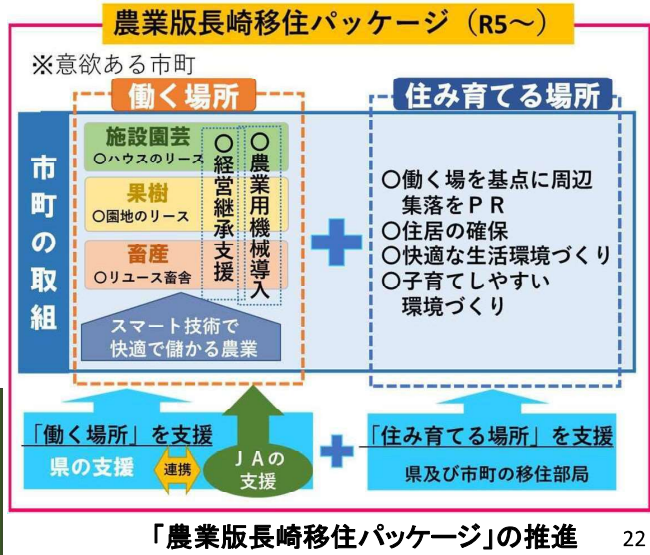 農業版長崎移住パッケージ（R5～）
※意欲ある市町
働く場所
住み育てる場所
市町の取組
施設園芸
○ハウスのリース
果樹
○園地のリース
畜産
○リユース畜舎
○経営継承支援
○農業用機械導入
スマート技術で
快適で儲かる農業
○働く場を基点に周辺
集落をＰＲ
○住居の確保
○快適な生活環境づくり
○子育てしやすい
環境づくり
「働く場所」を支援
県の支援
連携
ＪＡの
支援
「住み育てる場所」を支援
県及び市町の移住部局
「農業版長崎移住パッケージ」の推進
22